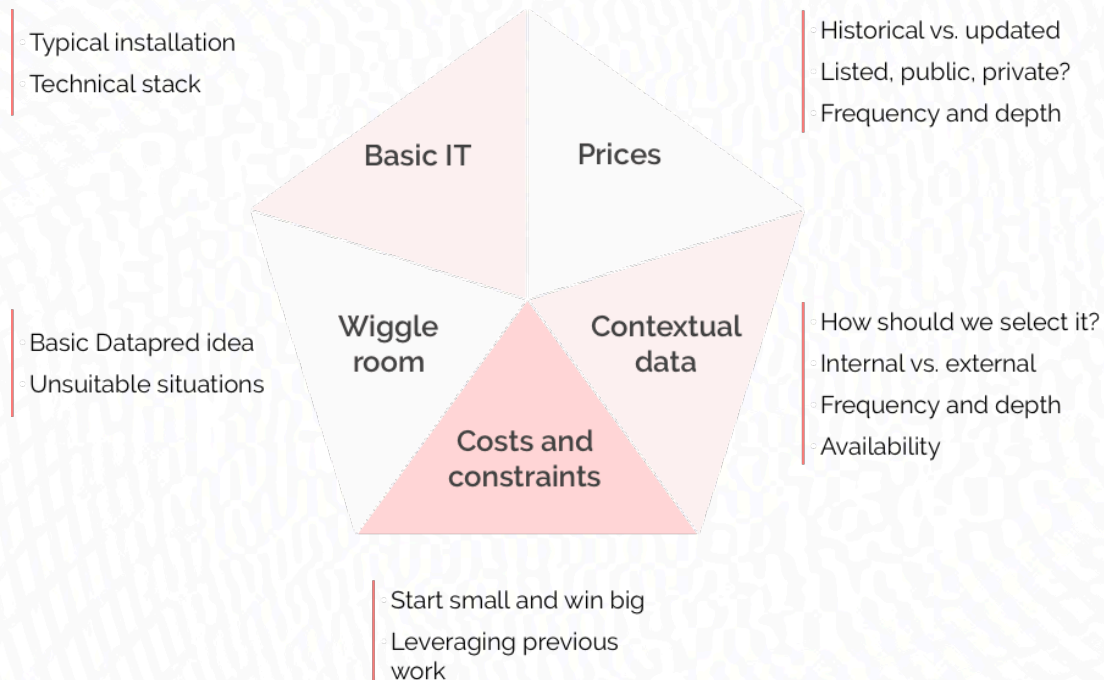 Typical installation
Technical stack
Basic IT
Prices
Historical vs. updated
Listed, public, private?
Frequency and depth
Basic Datapred idea
Unsuitable situations
Wiggle
room
Contextual
data
How should we select it?
Internal vs. external
Frequency and depth
Availability
Costs and
constraints
Start small and win big
Leveraging previous
work